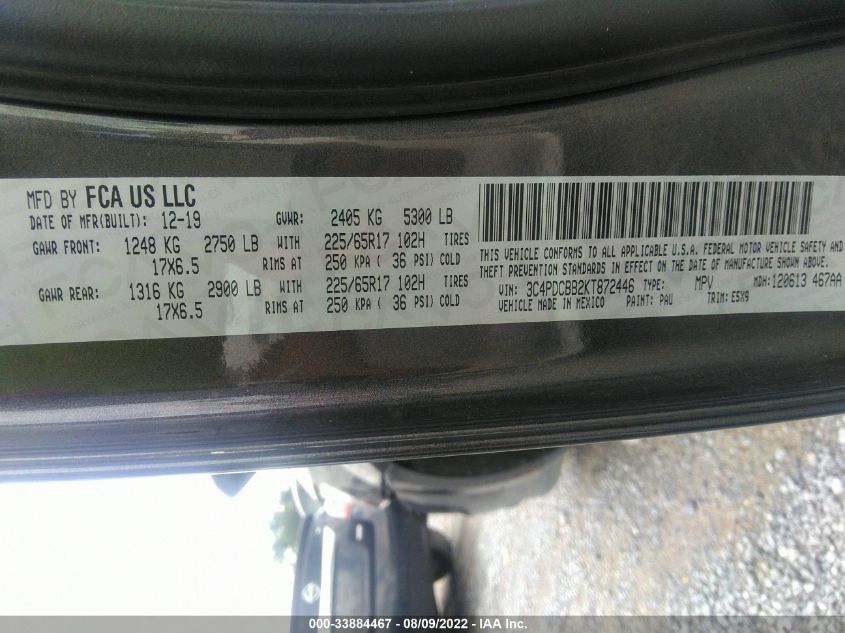 MFD BY FCA US LLC
DATE OF MFR(BUILT): 12-19 GVWR: 2405 KG 5300 LB
GAWR FRONT: 1248 KG 2750 LB WITH 225/65R17 102H TIRES
17X6.5 RIMS AT 250 KPA ( 36 PSI) COLD
GAWR REAR: 1316 KG 2900 LB WITH 225/65R17 102H TIRES
17X6.5 RIMS AT 250 KPA ( 36 PSI) COLD
THIS VEHICLE CONFORMS TO ALL APPLICABLE U.S.A. FEDERAL MOTOR VEHICLE SAFETY AND
THEFT PREVENTION STANDARDS IN EFFECT ON THE DATE OF MANUFACTURE SHOWN ABOVE.
VIN: 3C4PDCBB2KT872446 TYPE: MPV MDH: 120613 467AA
VEHICLE MADE IN MEXICO PAINT: PAU TRIM: E5X9
000-33884467 - 08/09/2022 - IAA Inc.